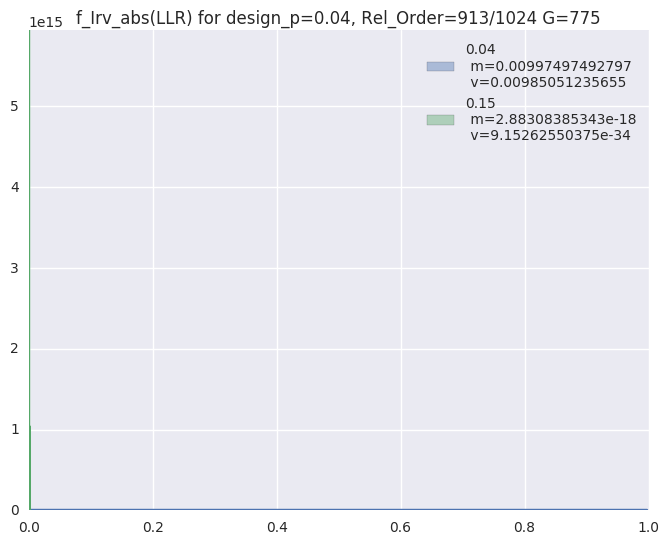 f_Irv_abs(LLR) for design_p=0.04, Rel_Order=913/1024 G=775
1e15
0.04
m=0.00997497492797
v=0.00985051235655
0.15
m=2.88308385343e-18
v=9.15262550375e-34
5
4
3
2
1
0
0.0 0.2 0.4 0.6 0.8 1.0